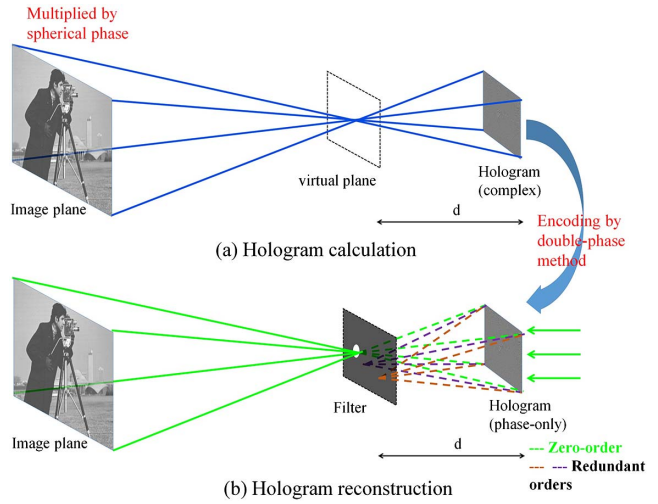 Multiplied by
spherical phase
Image plane
virtual plane
Hologram
(complex)
d
(a) Hologram calculation
Encoding by
double-phase
method
Image plane
Filter
Hologram
(phase-only)
d
--- Zero-order
--- --- Redundant
orders
(b) Hologram reconstruction